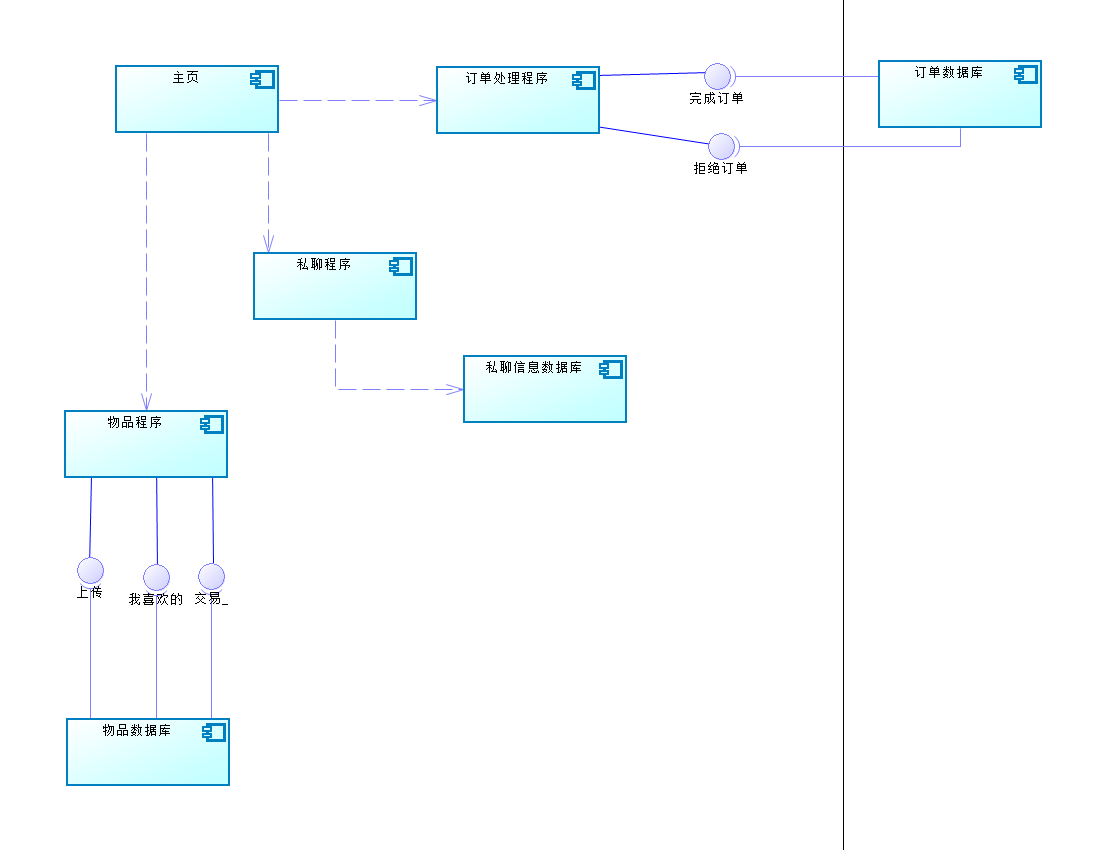 主页
订单处理程序
订单数据库
完成订单
拒绝订单
私聊程序
私聊信息数据库
物品程序
上传
我喜欢的
交易_
物品数据库